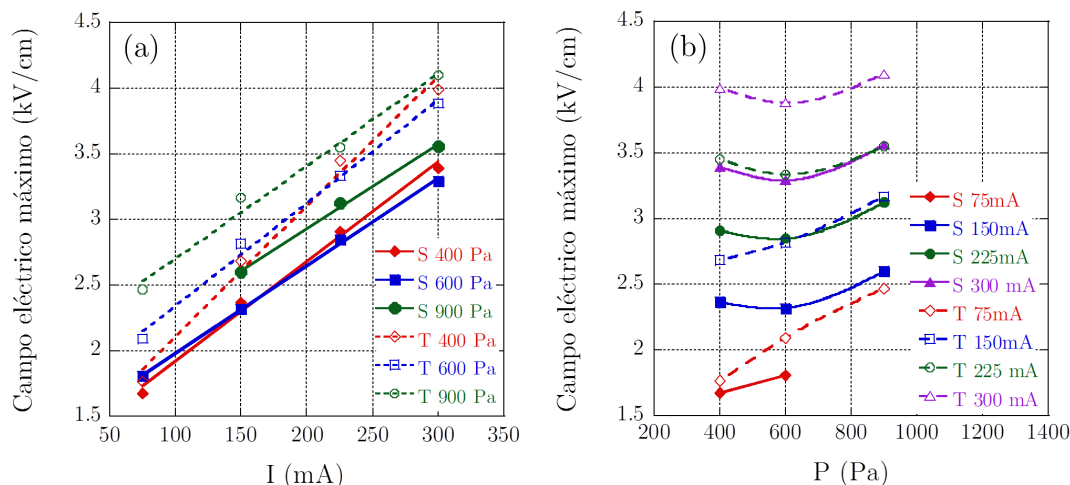 (a)
Campo eléctrico máximo (kV/cm)
4.5
4
3.5
3
2.5
2
1.5
50
100
150
200
250
300
350
I (mA)
S 400 Pa
S 600 Pa
S 900 Pa
T 400 Pa
T 600 Pa
T 900 Pa
(b)
Campo eléctrico máximo (kV/cm)
4.5
4
3.5
3
2.5
2
1.5
200
400
600
800
1000
1200
1400
P (Pa)
S 75mA
S 150mA
S 225mA
S 300 mA
T 75mA
T 150mA
T 225 mA
T 300 mA